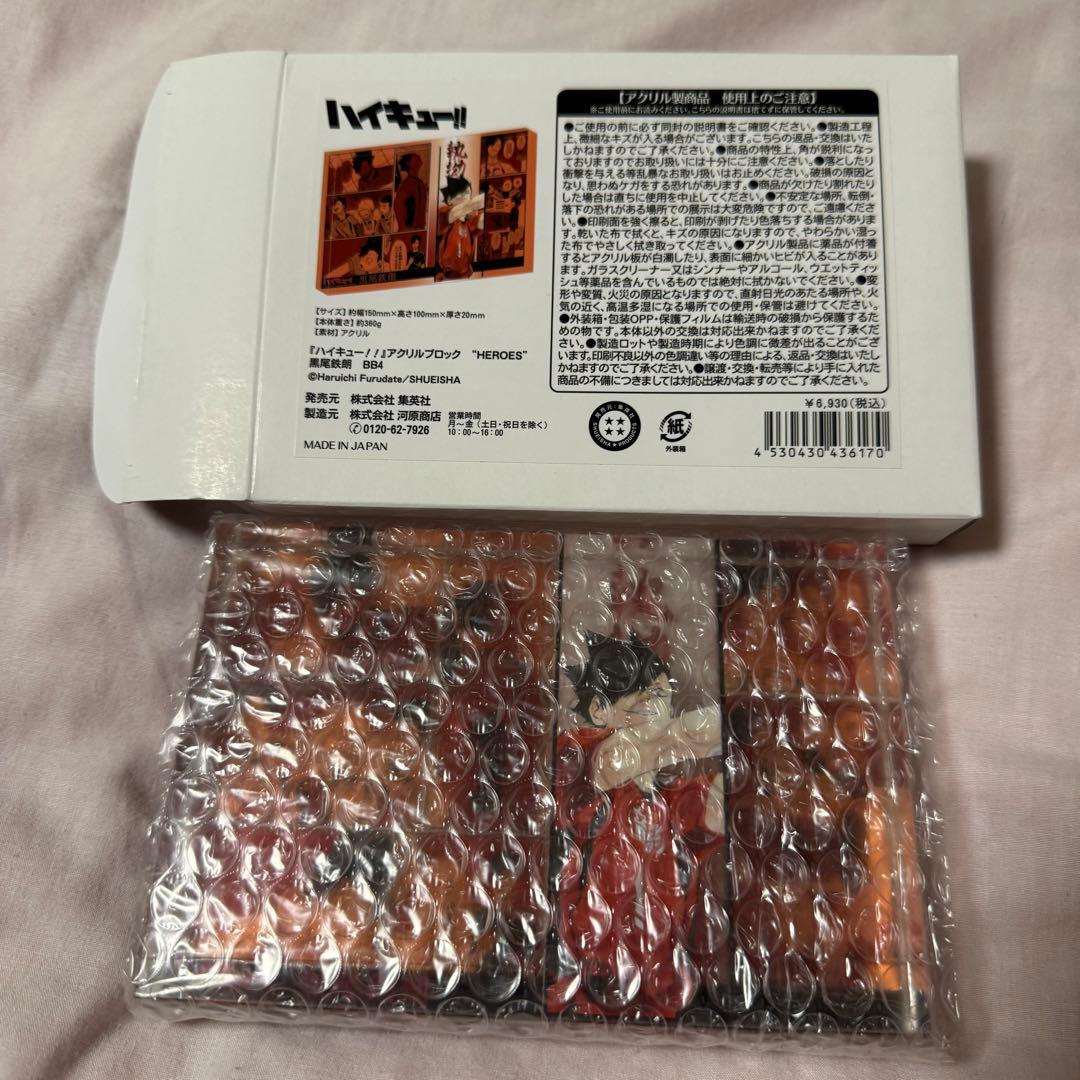 ハイキュー!!
執幼
黒尾鉄朗
【サイズ】約幅150mm×高さ100mm×厚さ20mm
【本体重さ】約360g
【素材】アクリル
『ハイキュー！！』アクリルブロック “HEROES”
黒尾鉄朗 BB4
©Haruichi Furudate/SHUEISHA
発売元 株式会社 集英社
製造元 株式会社 河原商店
0120-62-7926
営業時間
月～金（土日・祝日を除く）
10：00～16：00
MADE IN JAPAN
【アクリル製商品 使用上のご注意】
※ご使用前にお読みください。こちらの説明書は捨てずに保管してください。
●ご使用の前に必ず同封の説明書をご確認ください。●製造工程
上、微細なキズが入る場合がございます。こちらの返品・交換はいた
しかねますのでご了承ください。●商品の特性上、角が鋭利になっ
ておりますのでお取り扱いには十分にご注意ください。●落としたり
衝撃を与える等乱暴なお取り扱いはお止めください。破損の原因と
なり、思わぬケガをする恐れがあります。●商品が欠けたり割れたり
した場合は直ちに使用を中止してください。●不安定な場所、転倒・
落下の恐れがある場所での展示は大変危険ですので、ご遠慮くださ
い。●印刷面を強く擦ると、印刷が剥げたり色落ちする場合がありま
す。乾いた布で拭くと、キズの原因になりますので、やわらかい湿っ
た布でやさしく拭き取ってください。●アクリル製品に薬品が付着
するとアクリル板が白濁したり、表面に細かいヒビが入ることがあり
ます。ガラスクリーナー又はシンナーやアルコール、ウエットティッ
シュ等薬品を含んでいるものでは絶対に拭かないでください。●変
形や変質、火災の原因となりますので、直射日光のあたる場所や、火
気の近く、高温多湿になる場所での使用・保管は避けてください。
●外装箱・包装OPP・保護フィルムは輸送時の破損から保護するた
めの物です。本体以外の交換は対応出来かねますのでご了承くださ
い。●製造ロットや製造時期により色調に微差が出ることがござい
ます。印刷不良以外の色調違い等の理由による、返品・交換はいたし
かねますのでご了承ください。●譲渡・交換・転売等により手に入れた
商品の不備につきましては対応出来かねますのでご了承ください。
￥6,930（税込）
発売元：集英社
SHUEISHA PRODUCTS
紙
外装箱
4 530430 436170